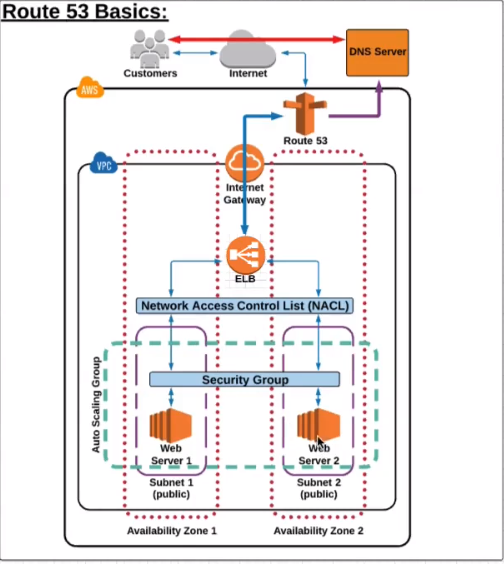 Route 53 Basics:
Customers
Internet
DNS Server
AWS
Route 53
VPC
Internet
Gateway
ELB
Network Access Control List (NACL)
Auto Scaling Group
Security Group
Web
Server 1
Web
Server 2
Subnet 1
(public)
Subnet 2
(public)
Availability Zone 1
Availability Zone 2